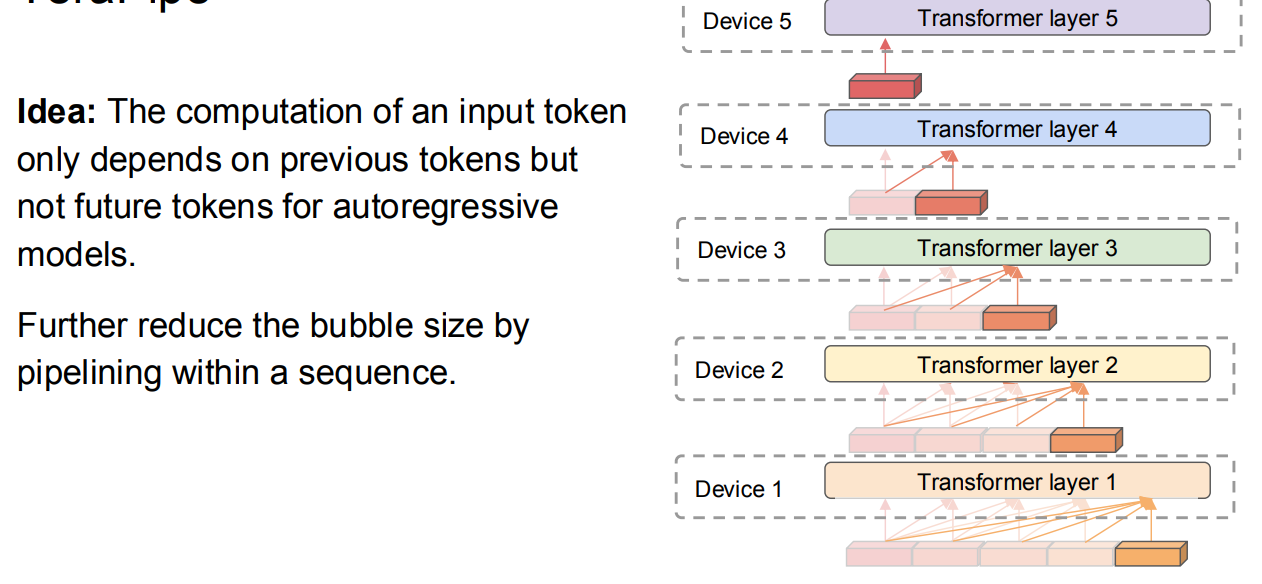 Idea: The computation of an input token
only depends on previous tokens but
not future tokens for autoregressive
models.
Further reduce the bubble size by
pipelining within a sequence.
Device 5
Transformer layer 5
Device 4
Transformer layer 4
Device 3
Transformer layer 3
Device 2
Transformer layer 2
Device 1
Transformer layer 1